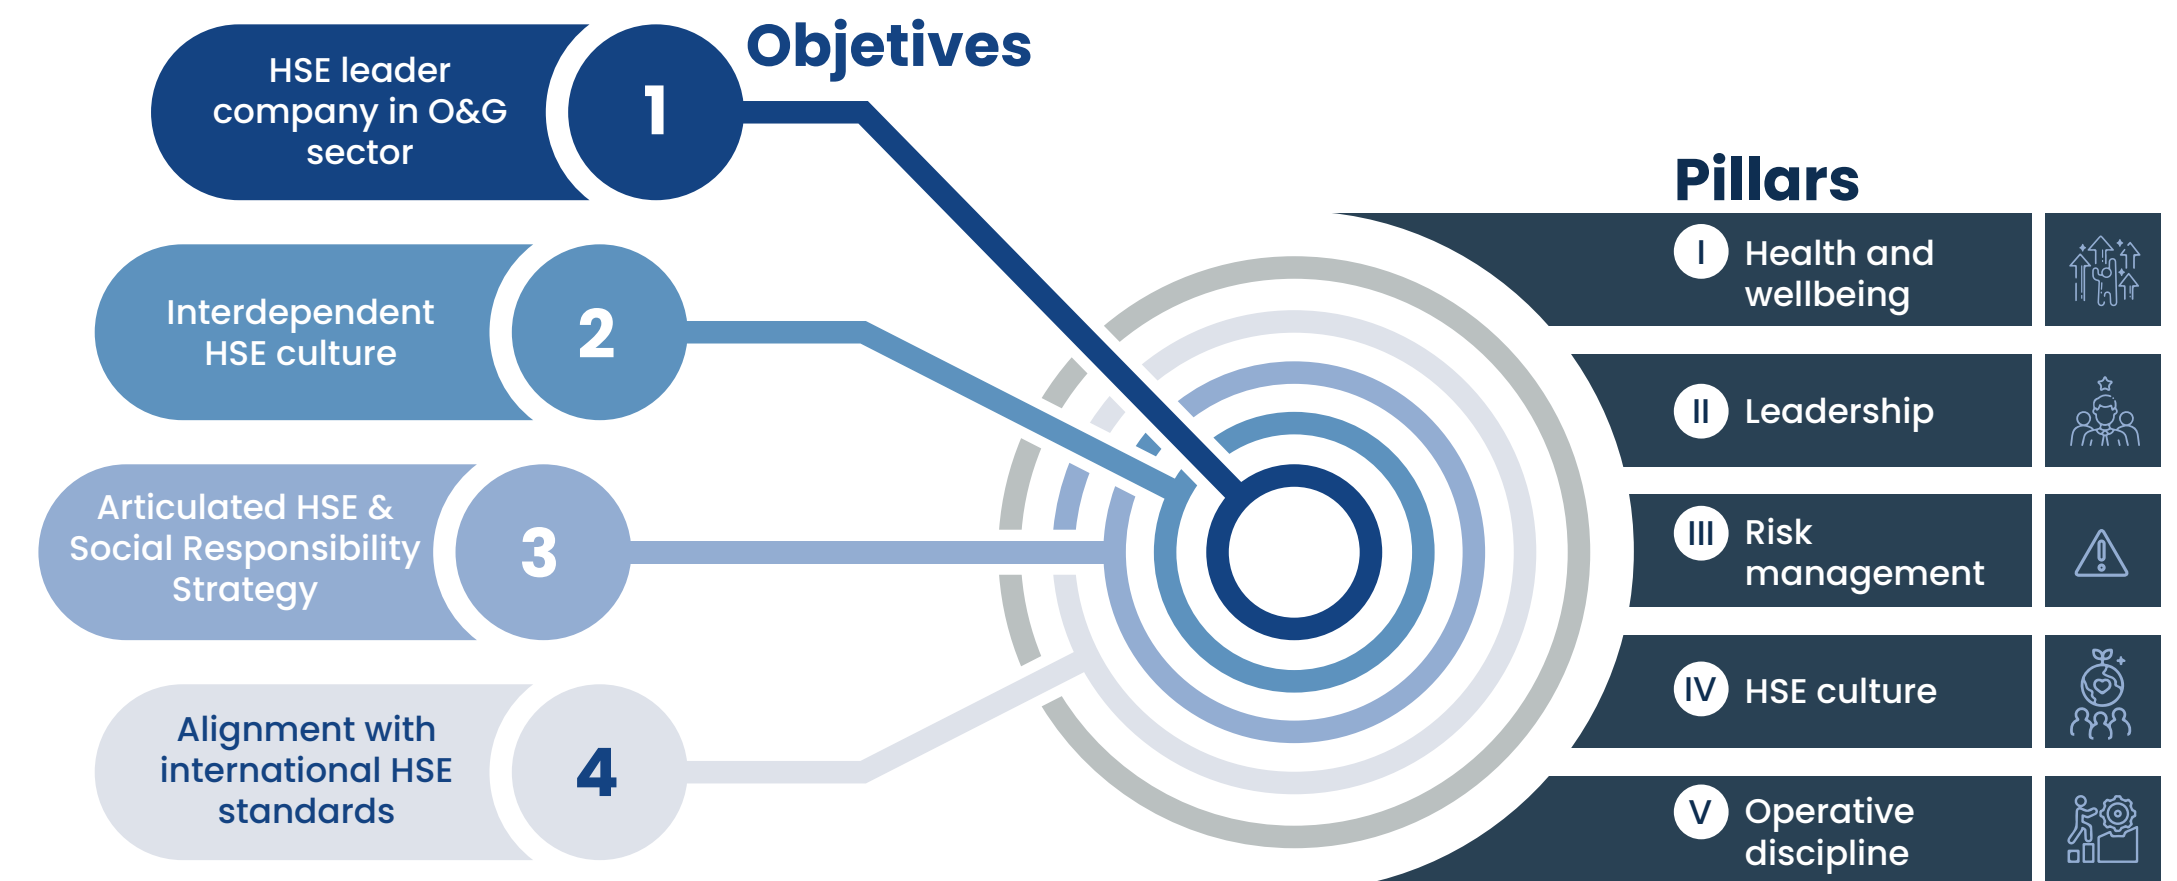 Objetives
1
HSE leader
company in O&G
sector
2
Interdependent
HSE culture
3
Articulated HSE &
Social Responsibility
Strategy
4
Alignment with
international HSE
standards
Pillars
I
Health and
wellbeing
II
Leadership
III
Risk
management
IV
HSE culture
V
Operative
discipline